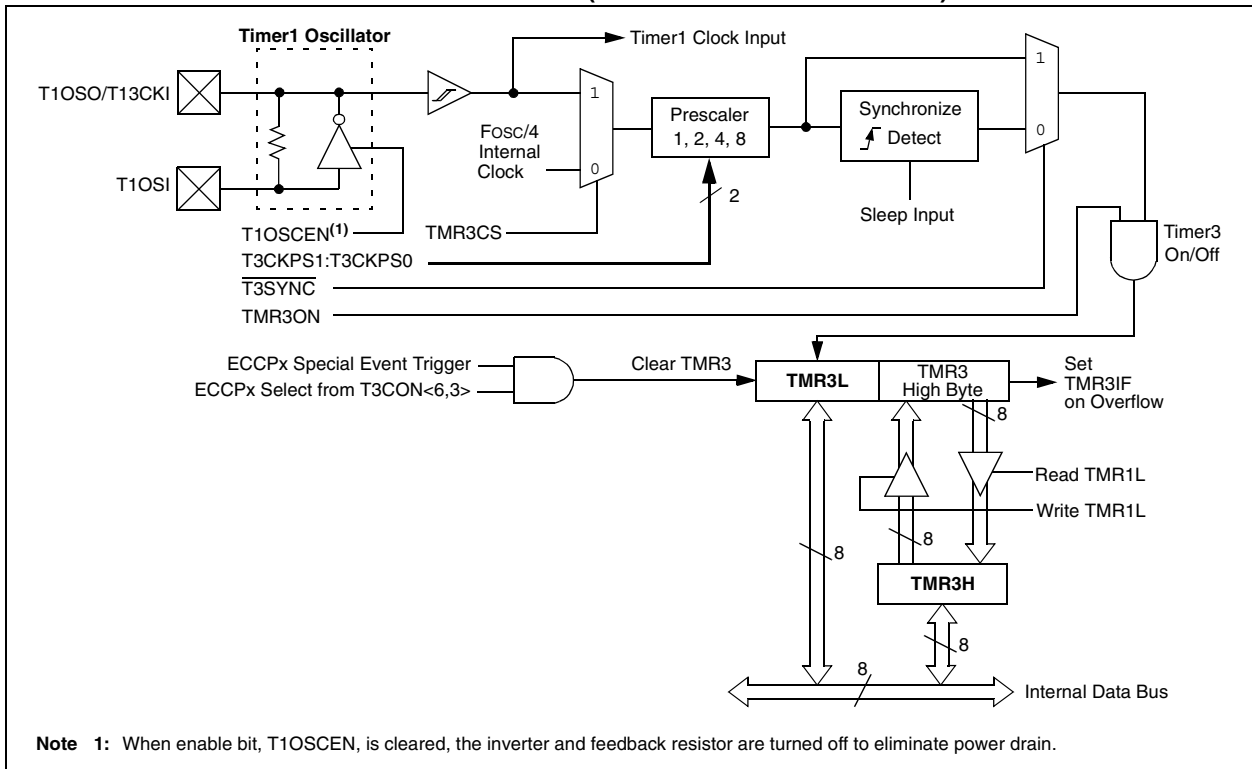 Timer1 Oscillator
Timer1 Clock Input
T1OSO/T13CKI
T1OSI
FOSC/4
Internal
Clock
1
0
Prescaler
1, 2, 4, 8
2
Synchronize
Detect
Sleep Input
1
0
T1OSCEN(1)
TMR3CS
T3CKPS1:T3CKPS0
T3SYNC
TMR3ON
Timer3
On/Off
ECCPx Special Event Trigger
ECCPx Select from T3CON<6,3>
Clear TMR3
TMR3L
TMR3
High Byte
Set
TMR3IF
on Overflow
8
Read TMR1L
Write TMR1L
8
8
TMR3H
8
8
Internal Data Bus
Note 1: When enable bit, T1OSCEN, is cleared, the inverter and feedback resistor are turned off to eliminate power drain.